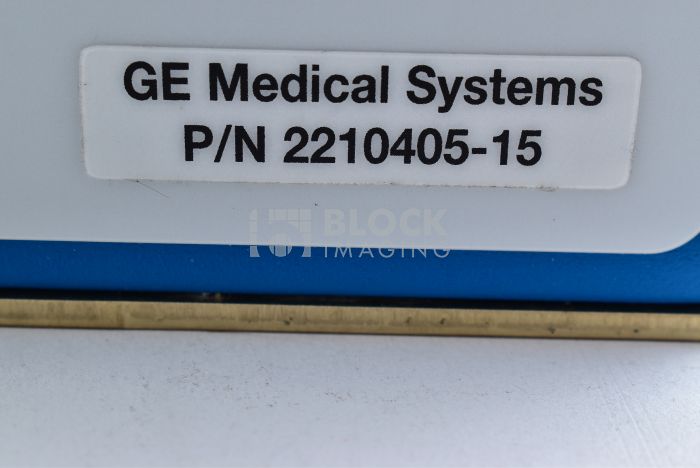 GE Medical Systems
P/N 2210405-15
BLOCK
IMAGING